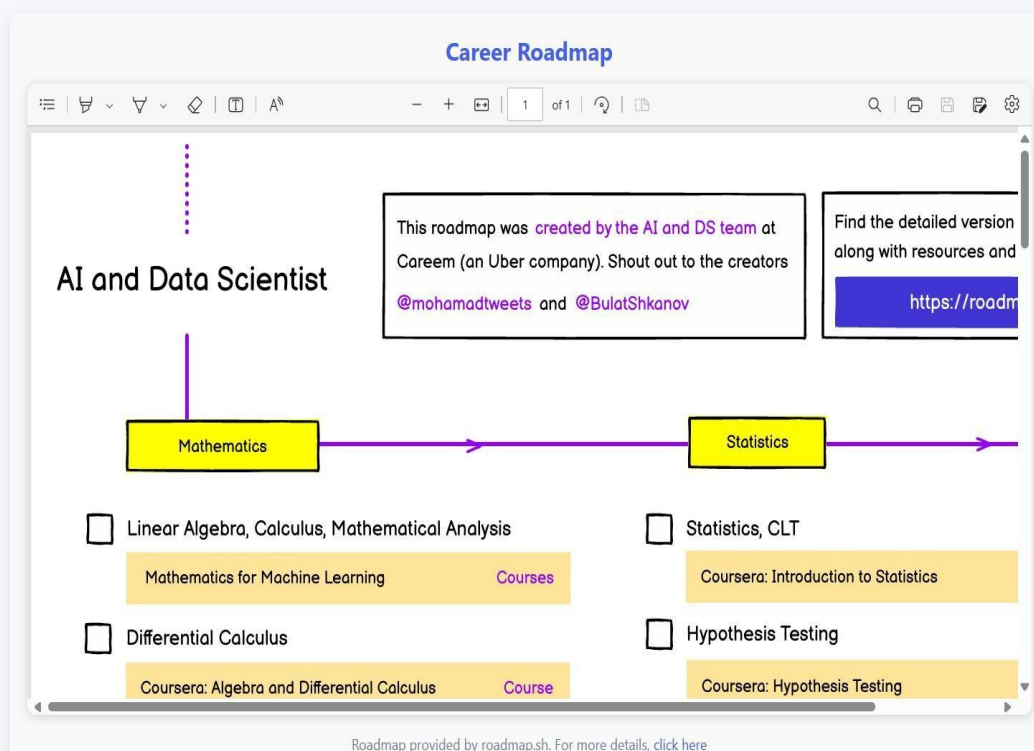 Career Roadmap
1 of 1
AI and Data Scientist
This roadmap was created by the AI and DS team at
Careem (an Uber company). Shout out to the creators
@mohamadtweets and @BulatShkanov
Find the detailed version
along with resources and
https://roadm
Mathematics
Statistics
Linear Algebra, Calculus, Mathematical Analysis
Mathematics for Machine Learning Courses
Differential Calculus
Coursera: Algebra and Differential Calculus Course
Statistics, CLT
Coursera: Introduction to Statistics
Hypothesis Testing
Coursera: Hypothesis Testing
Roadmap provided by roadmap.sh. For more details, click here